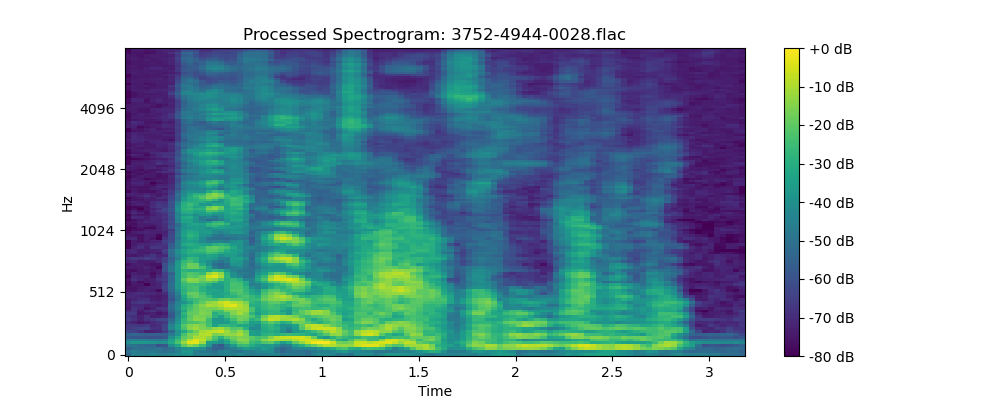 Processed Spectrogram: 3752-4944-0028.flac
+0 dB
-10 dB
-20 dB
-30 dB
-40 dB
-50 dB
-60 dB
-70 dB
-80 dB
4096
2048
1024
512
0
Hz
0 0.5 1 1.5 2 2.5 3
Time